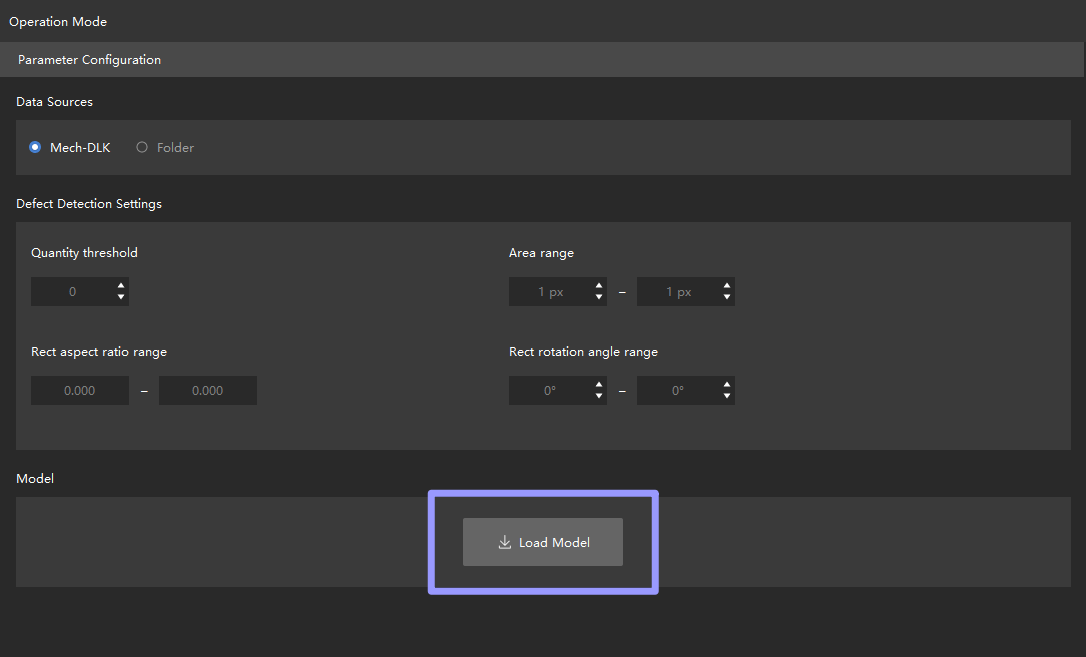 Operation Mode
Parameter Configuration
Data Sources
Mech-DLK Folder
Defect Detection Settings
Quantity threshold Area range
0 1 px – 1 px
Rect aspect ratio range Rect rotation angle range
0.000 – 0.000 0° – 0°
Model
Load Model